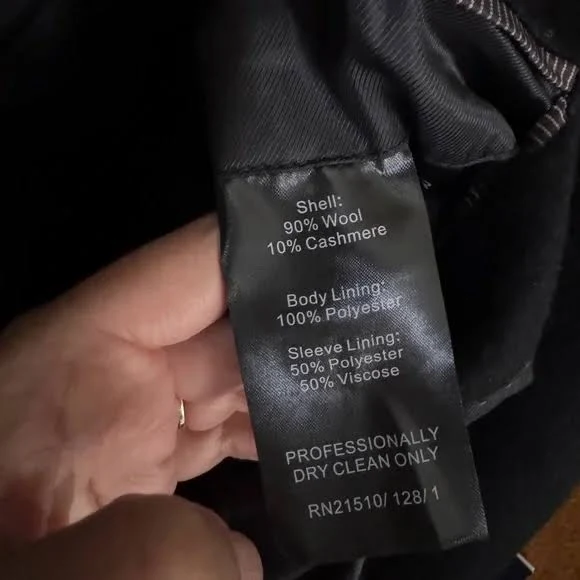 Shell:
90% Wool
10% Cashmere
Body Lining:
100% Polyester
Sleeve Lining:
50% Polyester
50% Viscose
PROFESSIONALLY
DRY CLEAN ONLY
RN21510/ 128/1